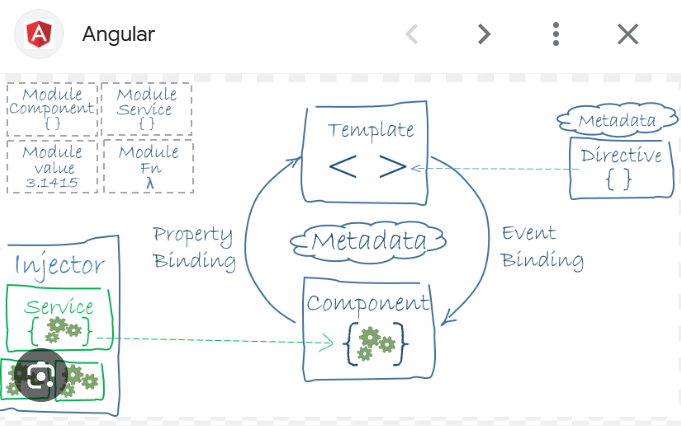 Angular
Module
Component
{ }
Module
Service
{ }
Module
value
3.1415
Module
Fn
λ
Template
< >
Metadata
Directive
{ }
Property
Binding
Metadata
Event
Binding
Injector
Service
{ }
Component
{ }